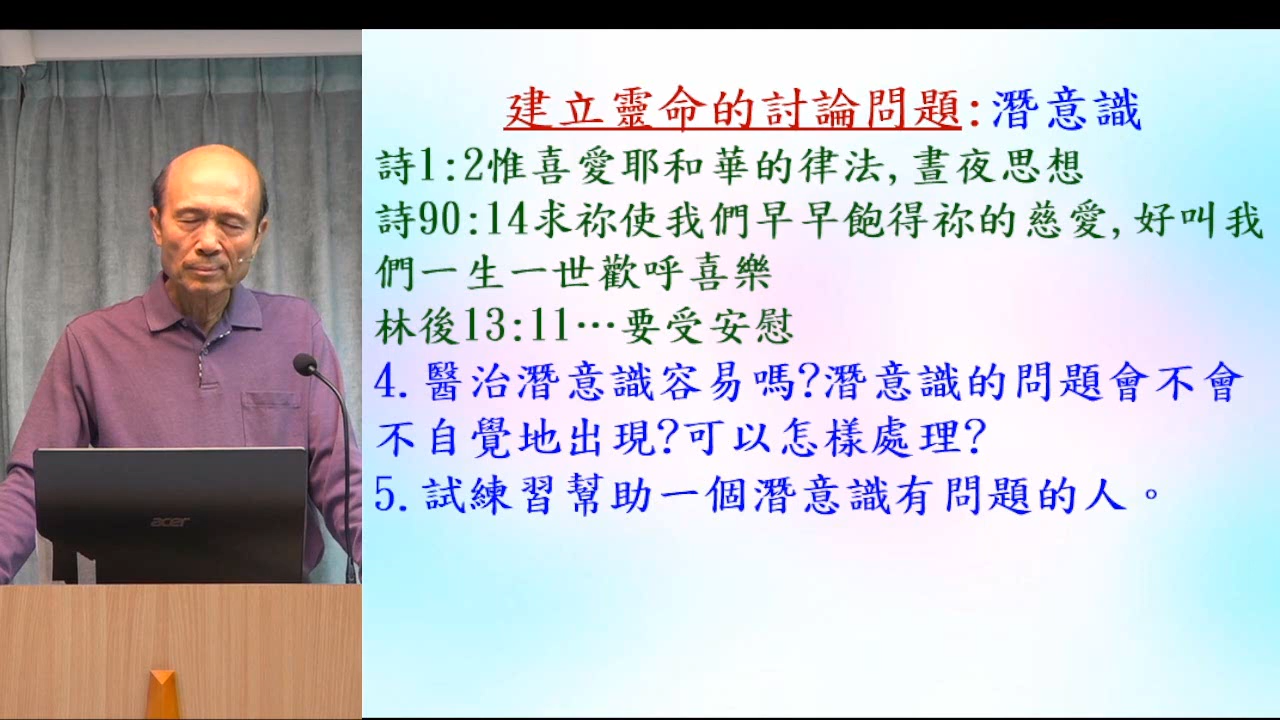 建立靈命的討論問題:潛意識
詩1:2惟喜愛耶和華的律法,晝夜思想
詩90:14求祢使我們早早飽得祢的慈愛,好叫我
們一生一世歡呼喜樂
林後13:11…要受安慰
4.醫治潛意識容易嗎?潛意識的問題會不會
不自覺地出現?可以怎樣處理?
5.試練習幫助一個潛意識有問題的人。
acer